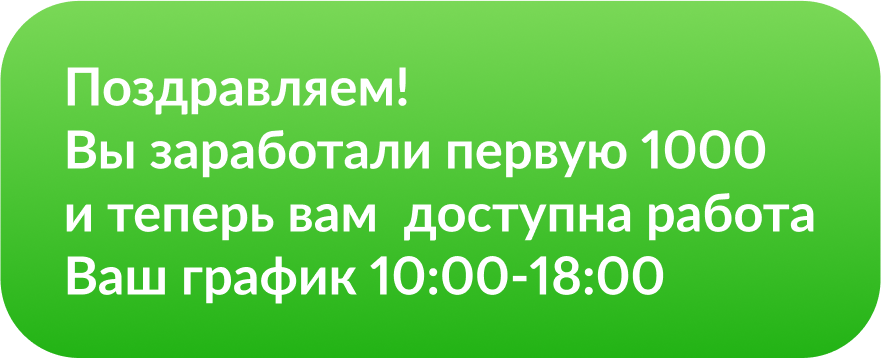 Поздравляем!
Вы заработали первую 1000
и теперь вам  доступна работа
Ваш график 10:00-18:00